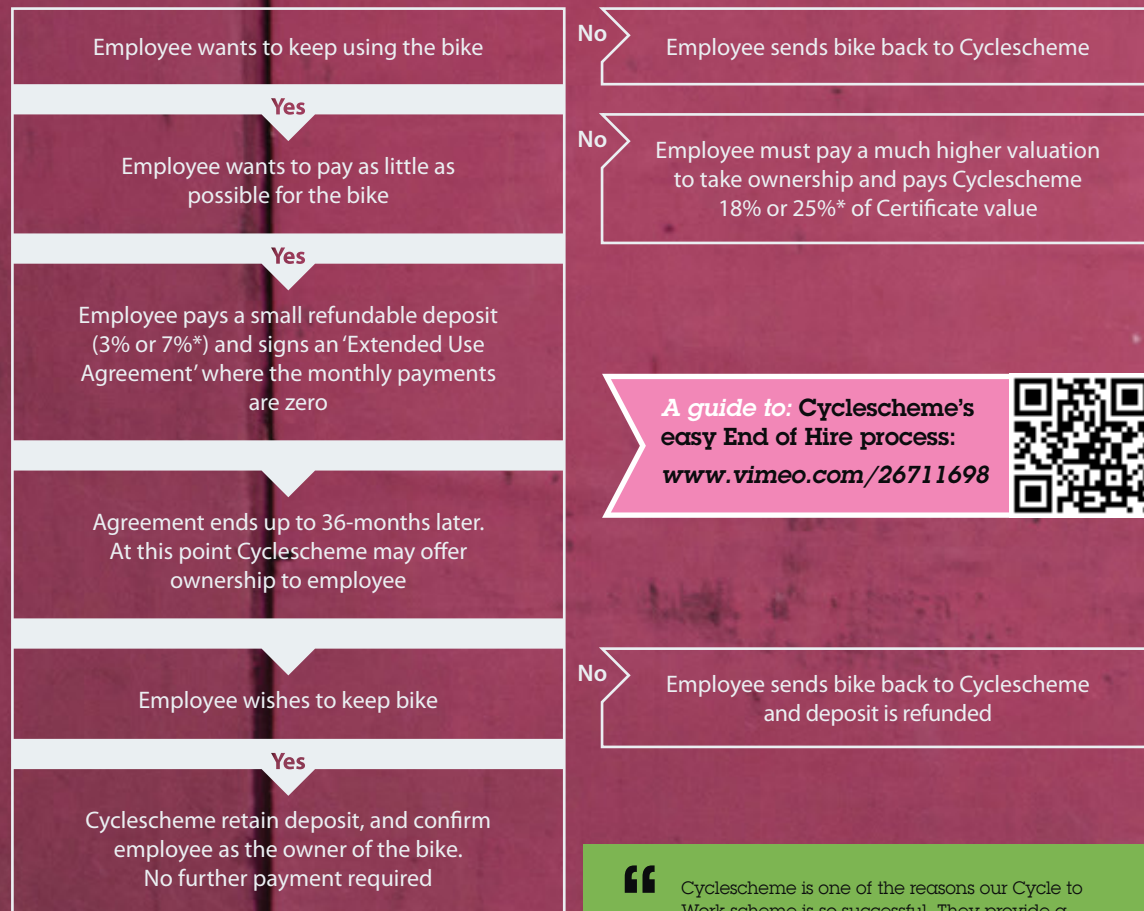 Employee wants to keep using the bike
No
Employee sends bike back to Cyclescheme
Yes
Employee wants to pay as little as
possible for the bike
No
Employee must pay a much higher valuation
to take ownership and pays Cyclescheme
18% or 25%* of Certificate value
Yes
Employee pays a small refundable deposit
(3% or 7%*) and signs an ‘Extended Use
Agreement’ where the monthly payments
are zero
A guide to: Cyclescheme's
easy End of Hire process:
www.vimeo.com/26711698
Agreement ends up to 36-months later.
At this point Cyclescheme may offer
ownership to employee
Employee wishes to keep bike
No
Employee sends bike back to Cyclescheme
and deposit is refunded
Yes
Cyclescheme retain deposit, and confirm
employee as the owner of the bike.
No further payment required
“ Cyclescheme is one of the reasons our Cycle to
Work scheme is so successful. They provide a